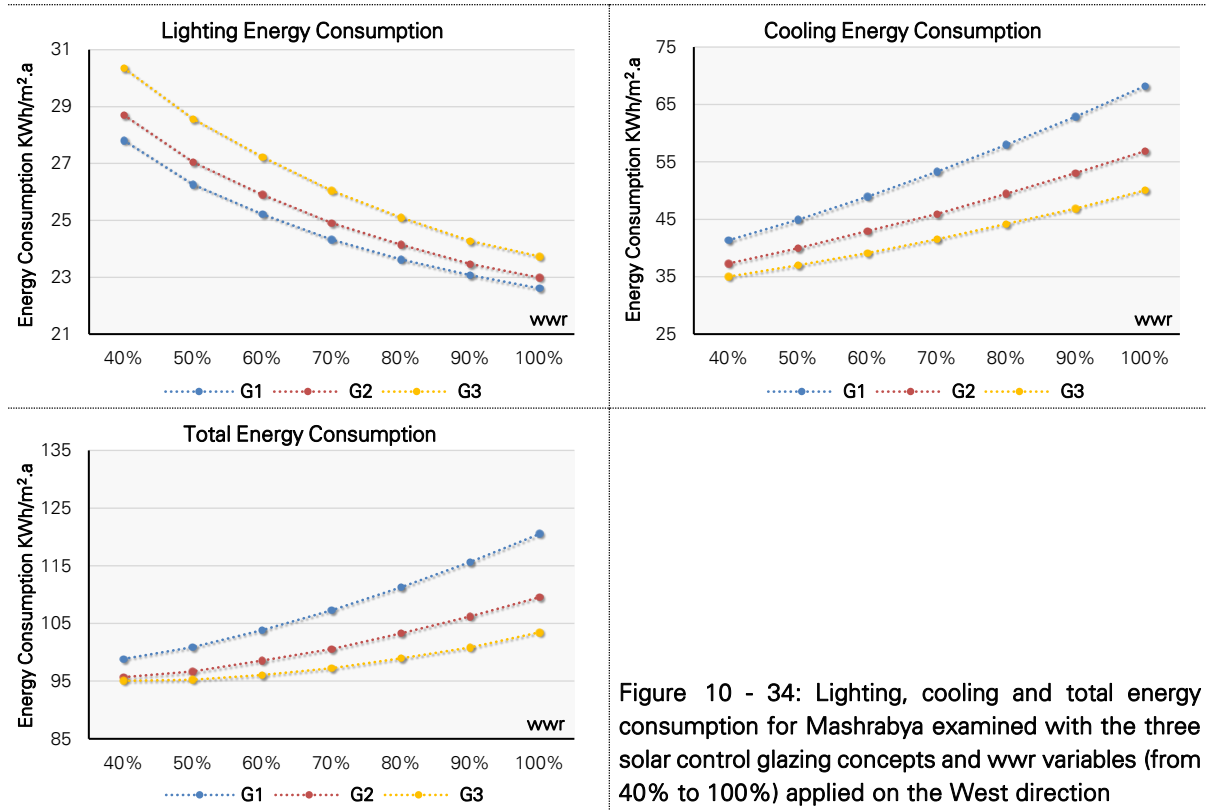 Lighting Energy Consumption
Energy Consumption KWh/m².a
31
29
27
25
23
21
wwr
40% 50% 60% 70% 80% 90% 100%
G1 G2 G3
Cooling Energy Consumption
Energy Consumption KWh/m².a
75
65
55
45
35
25
wwr
40% 50% 60% 70% 80% 90% 100%
G1 G2 G3
Total Energy Consumption
Energy Consumption KWh/m².a
135
125
115
105
95
85
wwr
40% 50% 60% 70% 80% 90% 100%
G1 G2 G3
Figure 10 - 34: Lighting, cooling and total energy
consumption for Mashrabya examined with the three
solar control glazing concepts and wwr variables (from
40% to 100%) applied on the West direction